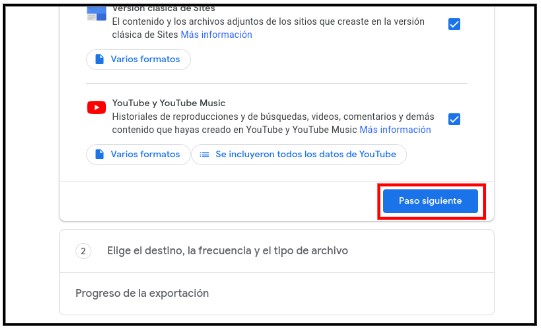 Versión clásica de Sites
El contenido y los archivos adjuntos de los sitios que creaste en la versión
clásica de Sites Más información
Varios formatos
YouTube y YouTube Music
Historiales de reproducciones y de búsquedas, videos, comentarios y demás
contenido que hayas creado en YouTube y YouTube Music Más información
Varios formatos
Se incluyeron todos los datos de YouTube
Paso siguiente
2 Elige el destino, la frecuencia y el tipo de archivo
Progreso de la exportación